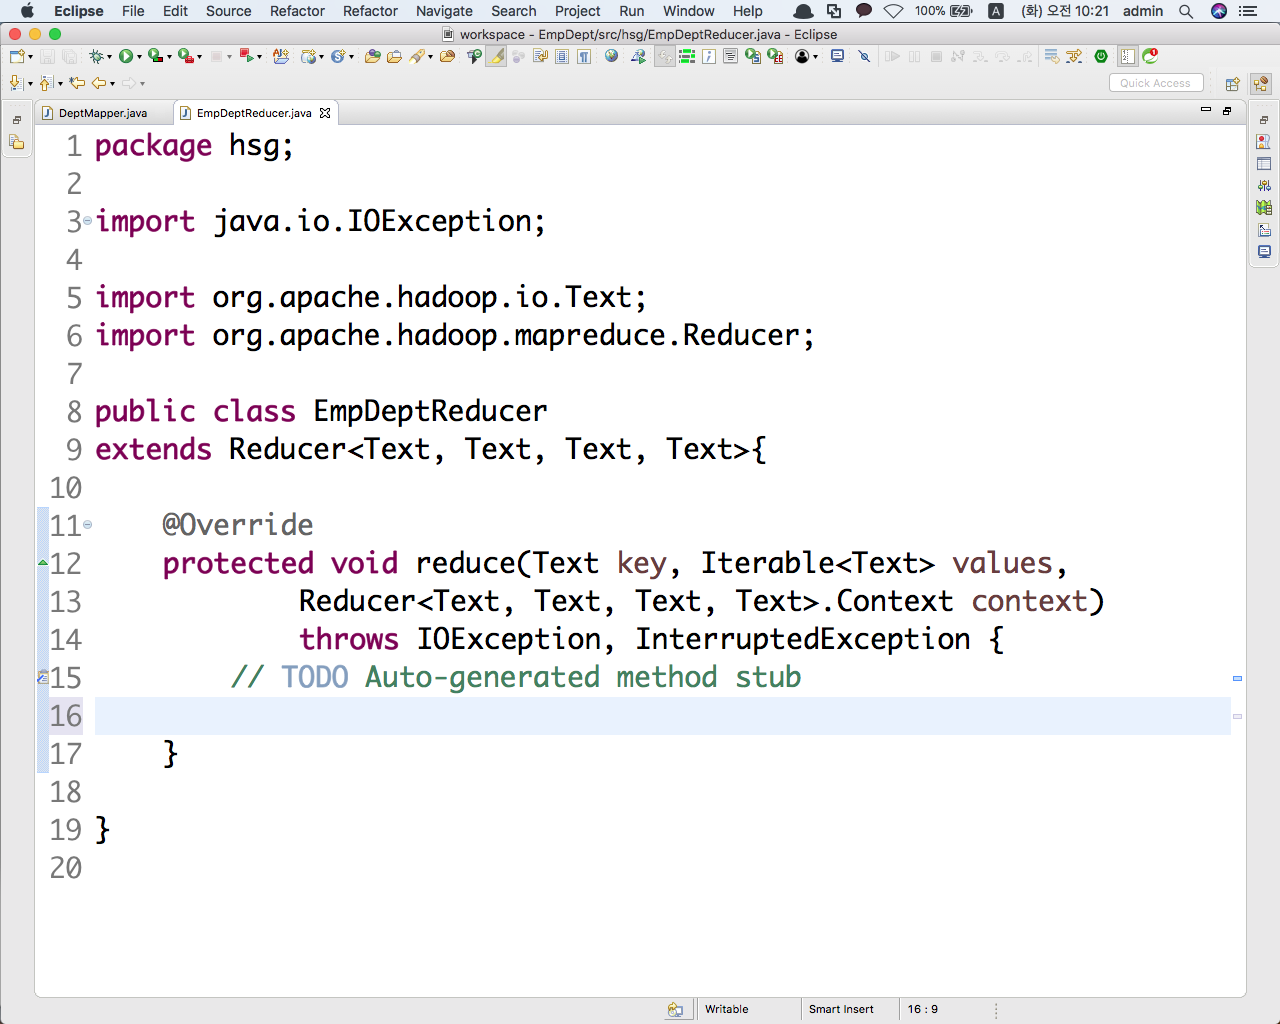 Eclipse File Edit Source Refactor Refactor Navigate Search Project Run Window Help 100% A (화) 오전 10:21 admin
workspace - EmpDept/src/hsg/EmpDeptReducer.java - Eclipse
Quick Access
DeptMapper.java EmpDeptReducer.java
1 package hsg;
2
3 import java.io.IOException;
4
5 import org.apache.hadoop.io.Text;
6 import org.apache.hadoop.mapreduce.Reducer;
7
8 public class EmpDeptReducer
9 extends Reducer<Text, Text, Text, Text>{
10
11 @Override
12 protected void reduce(Text key, Iterable<Text> values,
13 Reducer<Text, Text, Text, Text>.Context context)
14 throws IOException, InterruptedException {
15 // TODO Auto-generated method stub
16
17 }
18
19 }
20
Writable Smart Insert 16 : 9